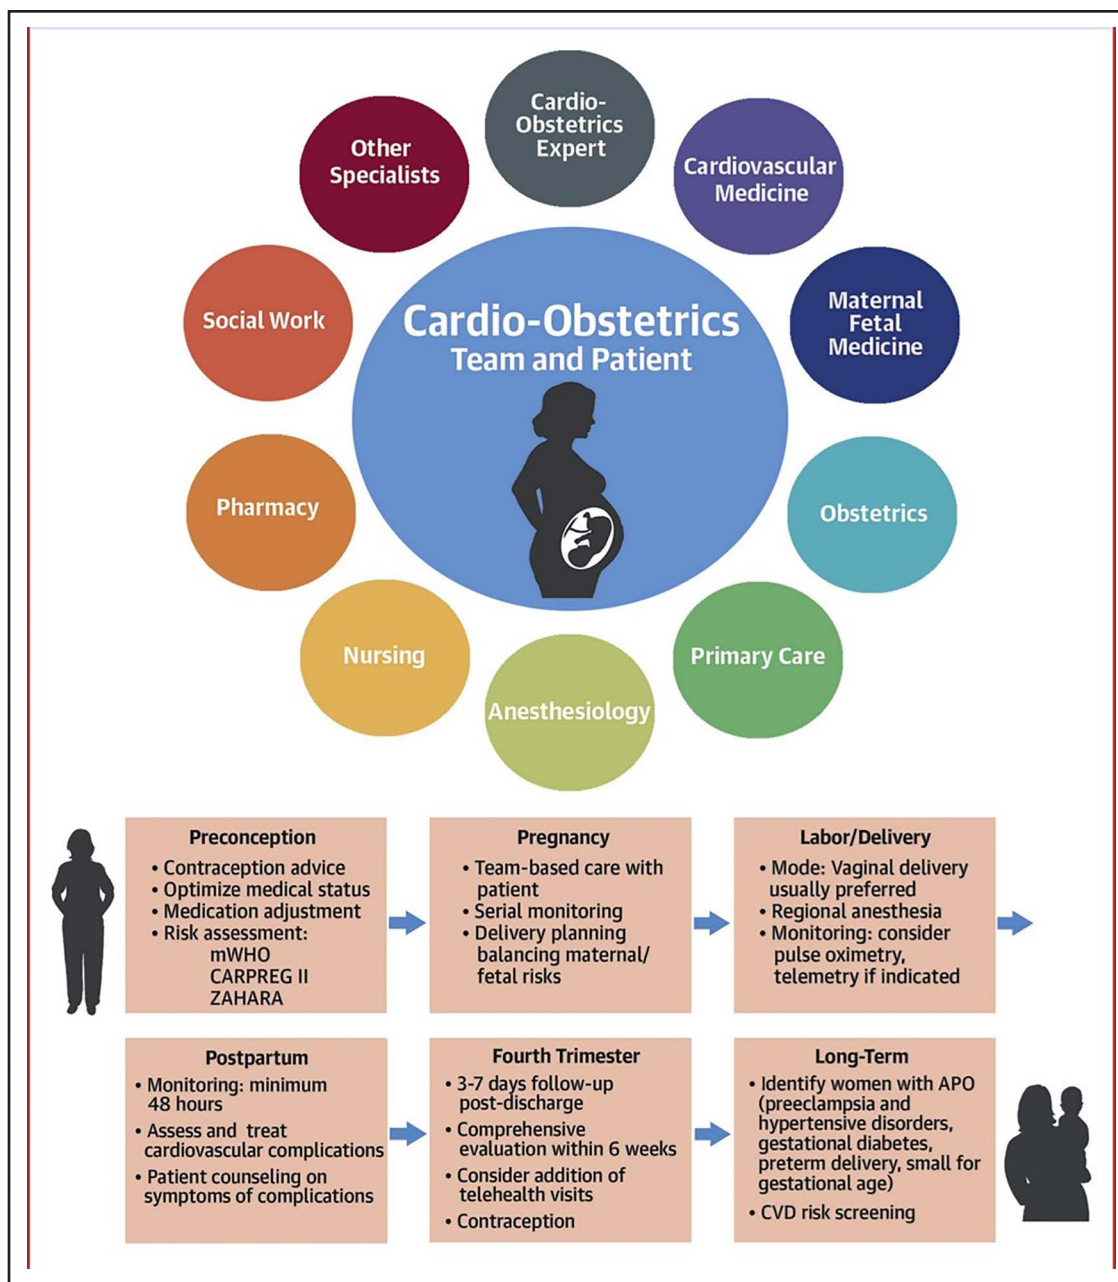 Cardio-
Obstetrics
Expert
Other
Specialists
Cardiovascular
Medicine
Social Work
Cardio-Obstetrics
Team and Patient
Maternal
Fetal
Medicine
Pharmacy
Obstetrics
Nursing
Primary Care
Anesthesiology
Preconception
• Contraception advice
• Optimize medical status
• Medication adjustment
• Risk assessment:
mWHO
CARPREG II
ZAHARA
Pregnancy
• Team-based care with
patient
• Serial monitoring
• Delivery planning
balancing maternal/
fetal risks
Labor/Delivery
• Mode: Vaginal delivery
usually preferred
• Regional anesthesia
• Monitoring: consider
pulse oximetry,
telemetry if indicated
Postpartum
• Monitoring: minimum
48 hours
• Assess and treat
cardiovascular complications
• Patient counseling on
symptoms of complications
Fourth Trimester
• 3-7 days follow-up
post-discharge
• Comprehensive
evaluation within 6 weeks
• Consider addition of
telehealth visits
• Contraception
Long-Term
• Identify women with APO
(preeclampsia and
hypertensive disorders,
gestational diabetes,
preterm delivery, small for
gestational age)
• CVD risk screening